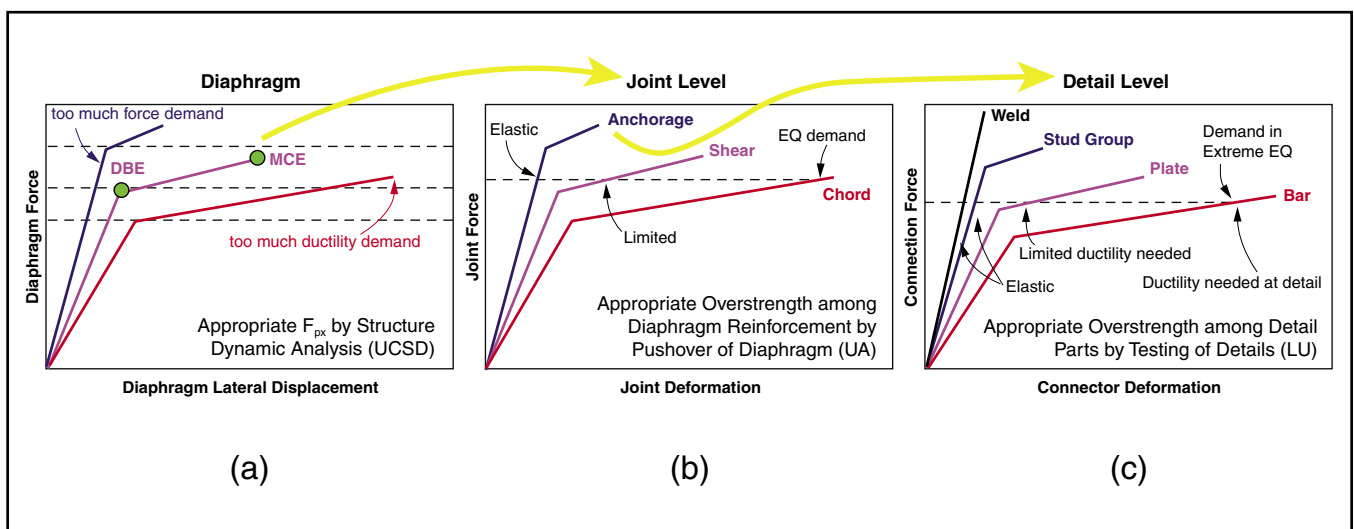 Diaphragm
too much force demand
DBE
MCE
too much ductility demand
Appropriate Fpx by Structure
Dynamic Analysis (UCSD)
Diaphragm Force
Diaphragm Lateral Displacement
(a)
Joint Level
Elastic
Anchorage
Shear
EQ demand
Chord
Limited
Appropriate Overstrength among
Diaphragm Reinforcement by
Pushover of Diaphragm (UA)
Joint Force
Joint Deformation
(b)
Detail Level
Weld
Stud Group
Demand in
Extreme EQ
Plate
Bar
Limited ductility needed
Elastic
Ductility needed at detail
Appropriate Overstrength among Detail
Parts by Testing of Details (LU)
Connection Force
Connector Deformation
(c)